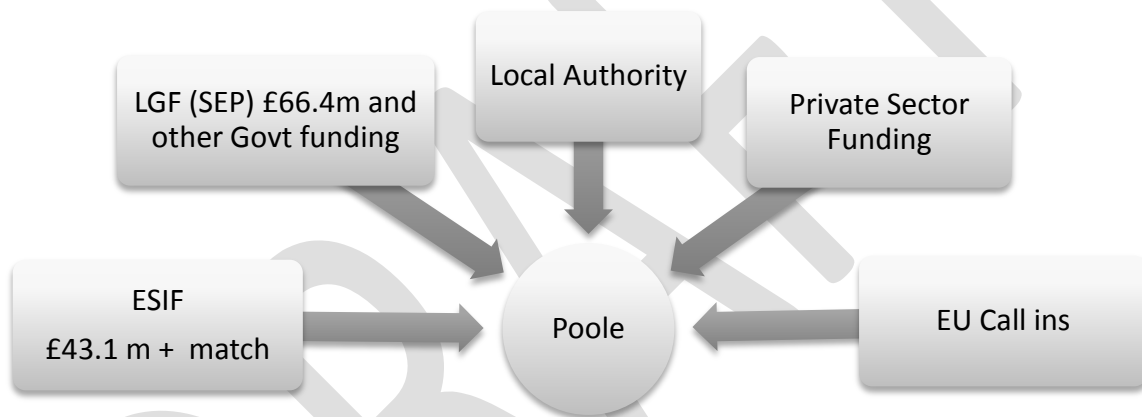 Local Authority
LGF (SEP) £66.4m and
other Govt funding
Private Sector
Funding
ESIF
£43.1 m + match
Poole
EU Call ins